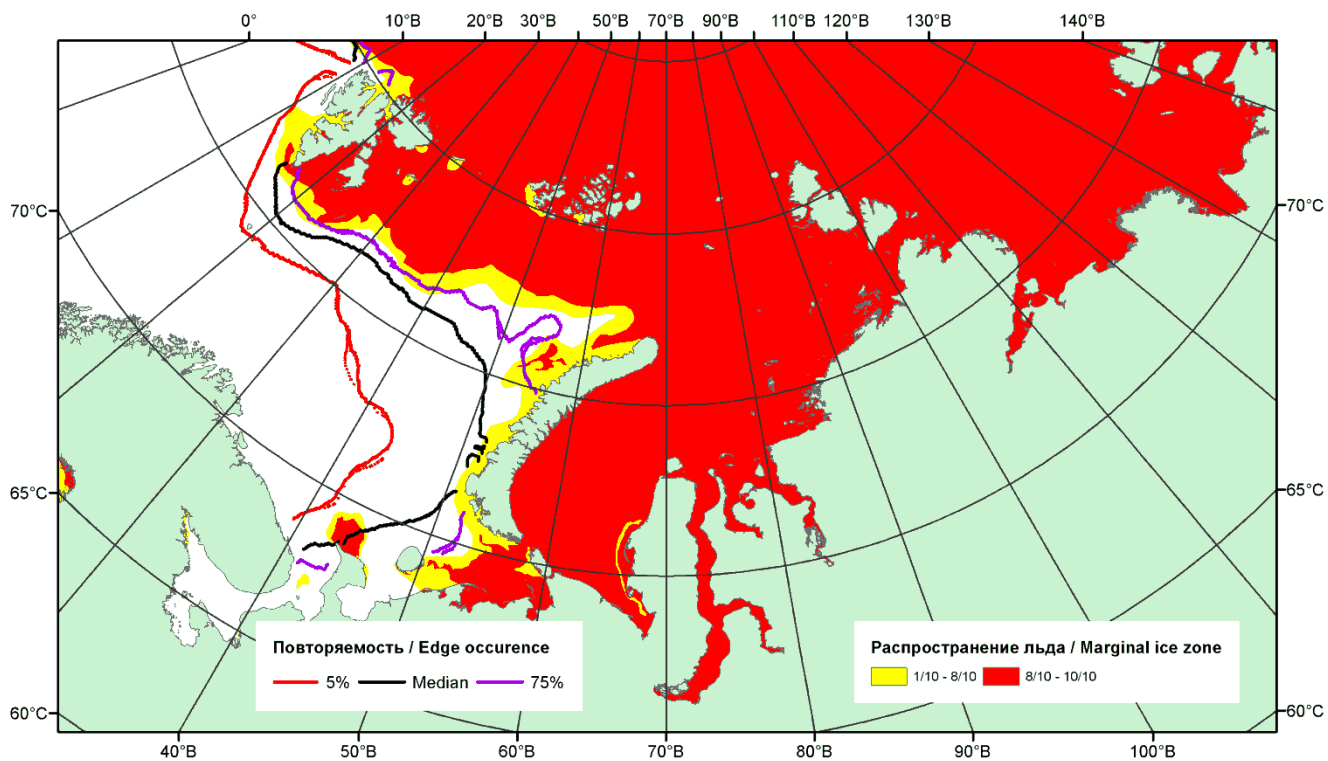 0° 10°В 20°В 30°В 50°В 70°В 90°В 110°В 120°В 130°В 140°В
70°С 70°С
65°С 65°С
Повторяемость / Edge occurence
5% Median 75%
Распространение льда / Marginal ice zone
1/10 - 8/10 8/10 - 10/10
60°С 60°С
40°В 50°В 60°В 70°В 80°В 90°В 100°В